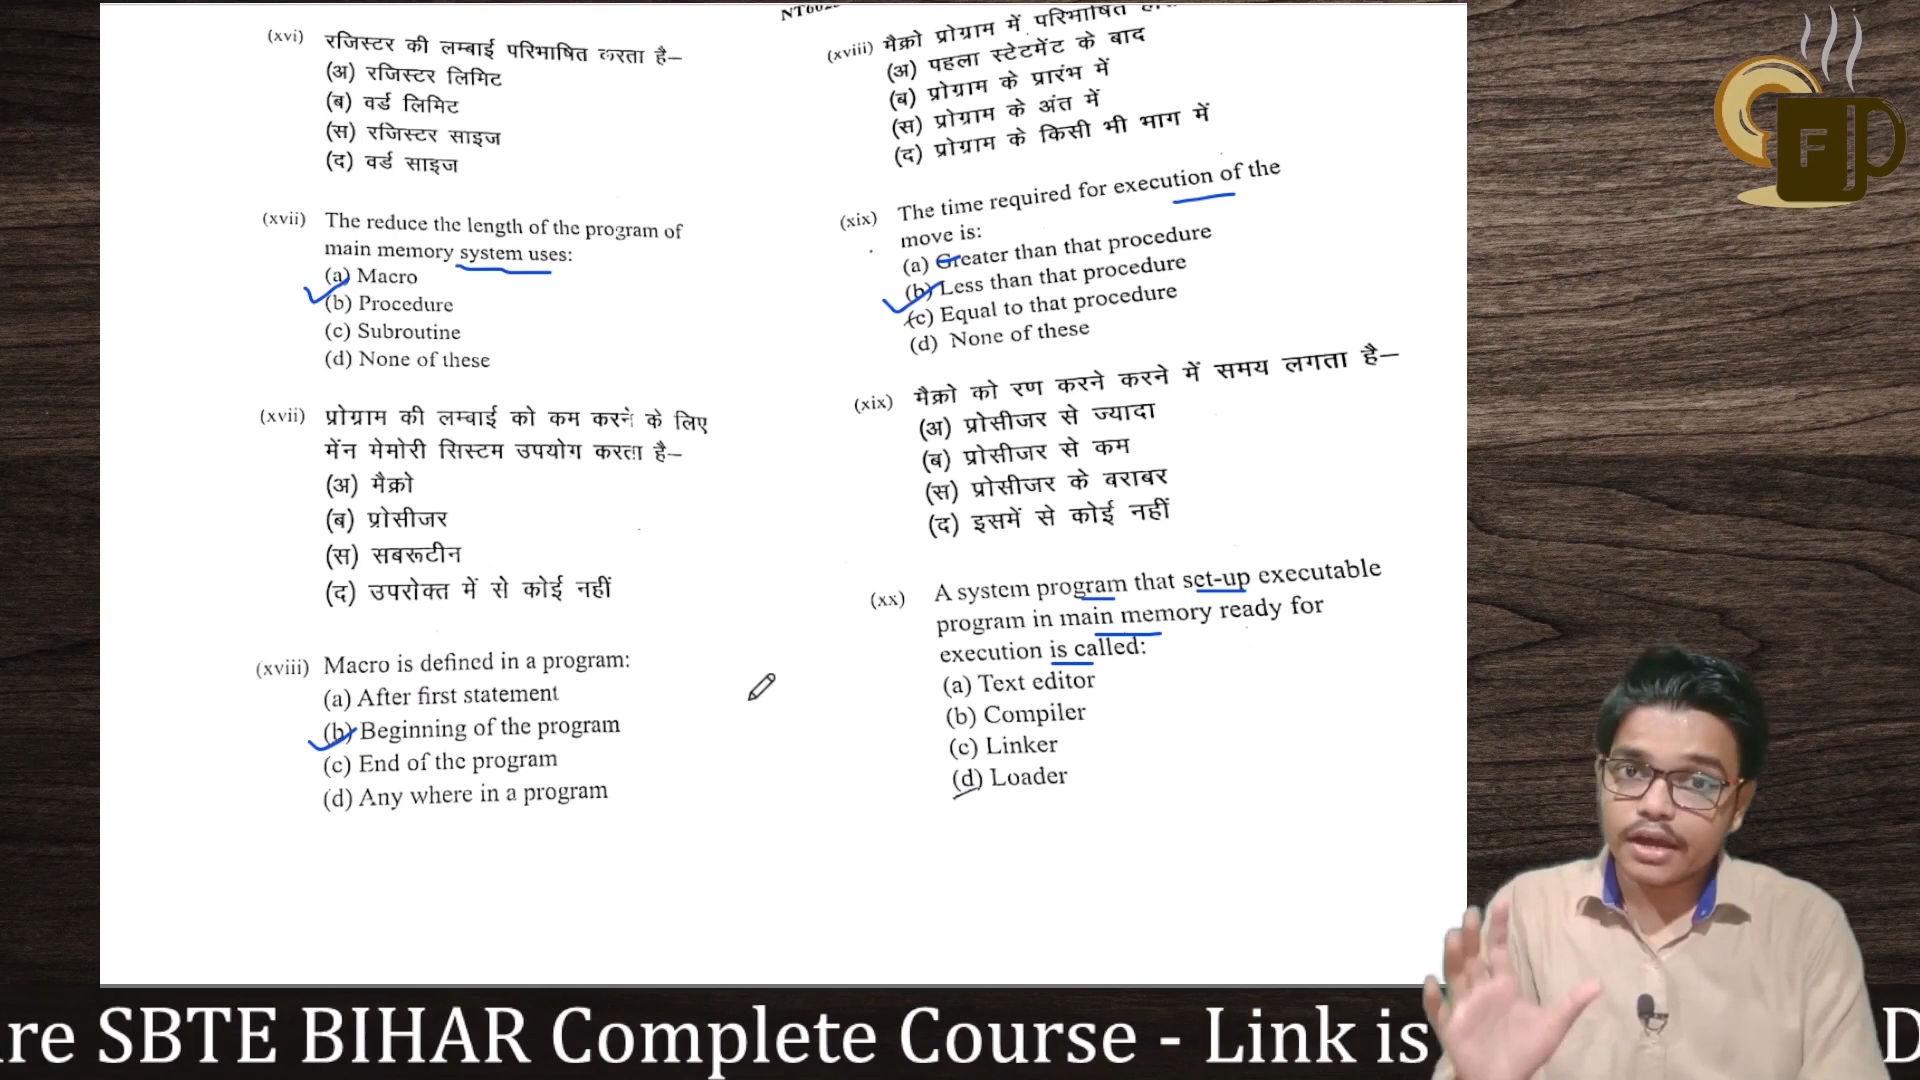 (xvi) रजिस्टर की लम्बाई परिभाषित करता है–
(अ) रजिस्टर लिमिट
(ब) वर्ड लिमिट
(स) रजिस्टर साइज
(द) वर्ड साइज
(xvii) The reduce the length of the program of
main memory system uses:
(a) Macro
(b) Procedure
(c) Subroutine
(d) None of these
(xvii) प्रोग्राम की लम्बाई को कम करने के लिए
मेंन मेमोरी सिस्टम उपयोग करता है–
(अ) मैक्रो
(ब) प्रोसीजर
(स) सबरूटीन
(द) उपरोक्त में से कोई नहीं
(xviii) Macro is defined in a program:
(a) After first statement
(b) Beginning of the program
(c) End of the program
(d) Any where in a program
(xviii) मैक्रो प्रोग्राम में परिभाषित
(अ) पहला स्टेटमेंट के बाद
(ब) प्रोग्राम के प्रारंभ में
(स) प्रोग्राम के अंत में
(द) प्रोग्राम के किसी भी भाग में
(xix) The time required for execution of the
move is:
(a) Greater than that procedure
(b) Less than that procedure
(c) Equal to that procedure
(d) None of these
(xix) मैक्रो को रण करने करने में समय लगता है–
(अ) प्रोसीजर से ज्यादा
(ब) प्रोसीजर से कम
(स) प्रोसीजर के वराबर
(द) इसमें से कोई नहीं
(xx) A system program that set-up executable
program in main memory ready for
execution is called:
(a) Text editor
(b) Compiler
(c) Linker
(d) Loader
F
re SBTE BIHAR Complete Course - Link is D